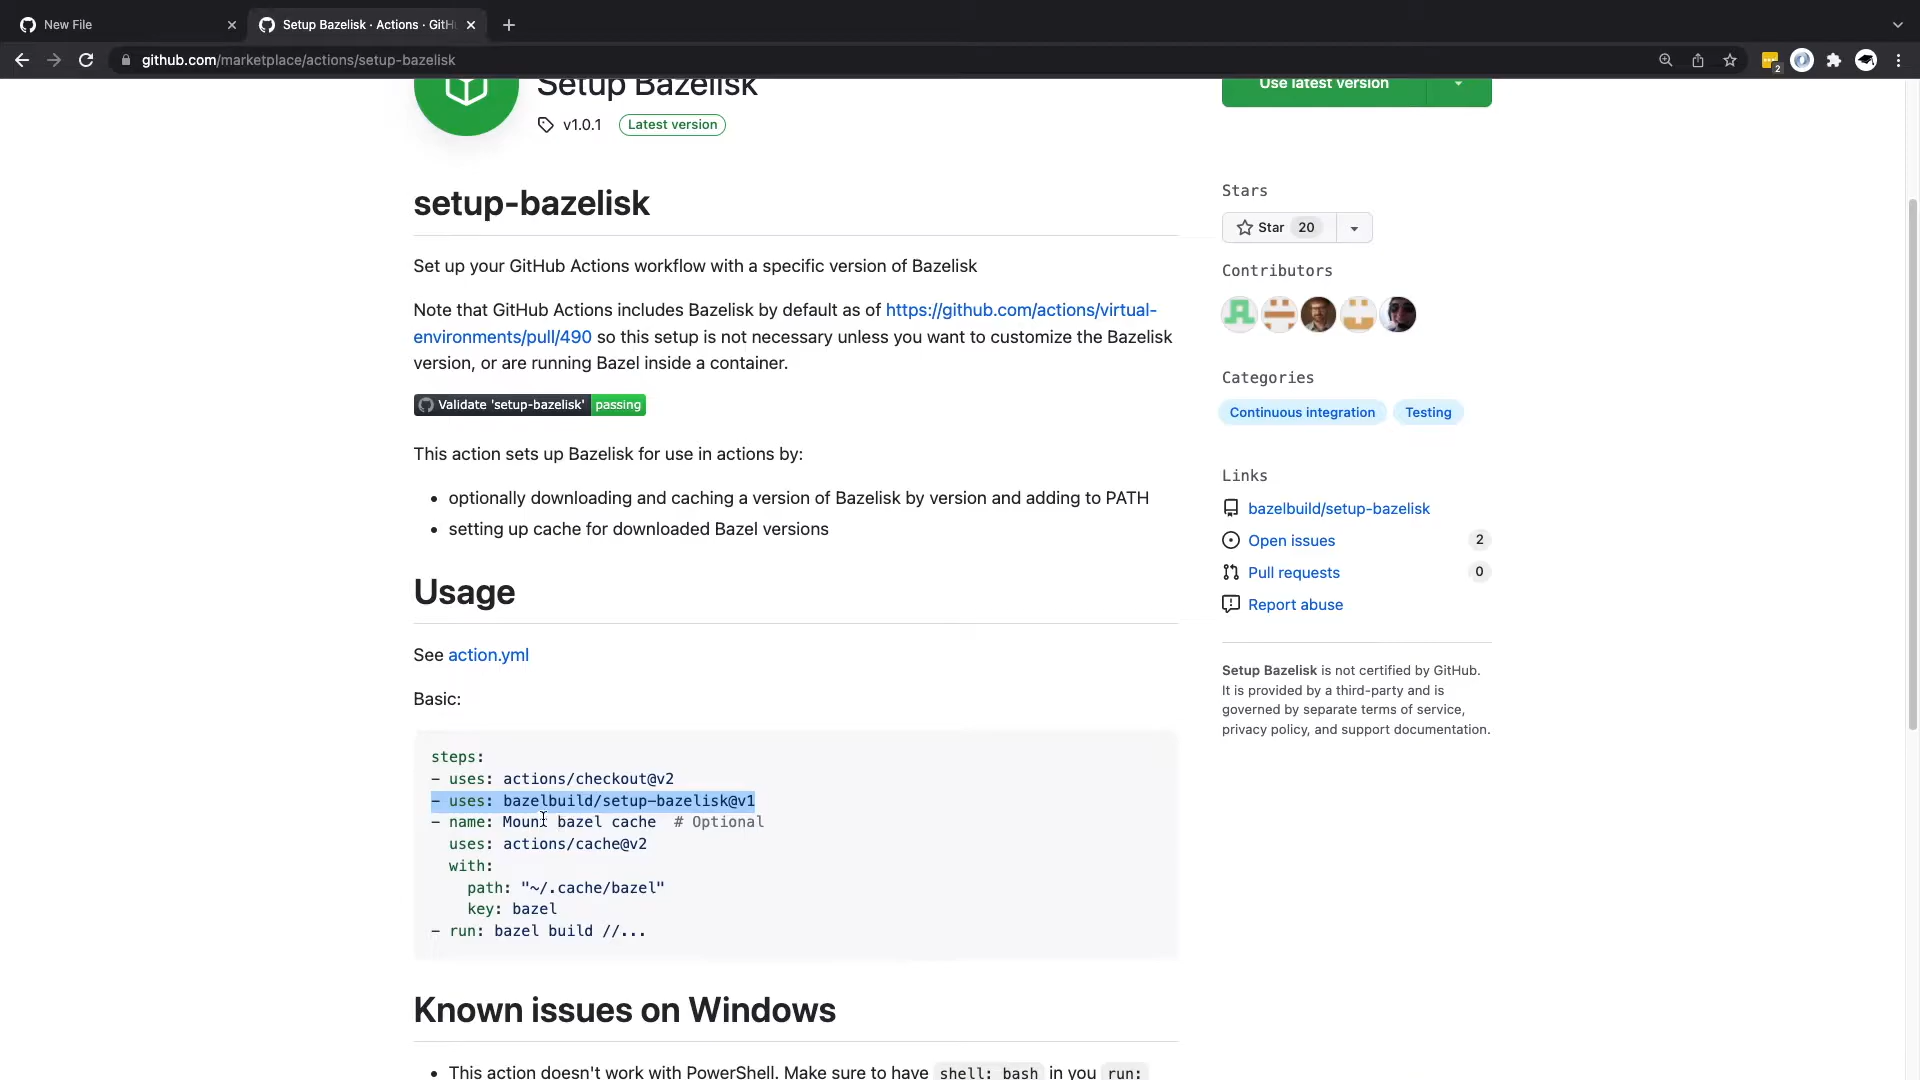 New File
Setup Bazelisk · Actions · GitH
github.com/marketplace/actions/setup-bazelisk
2
Setup Bazelisk
v1.0.1 Latest version
Use latest version
setup-bazelisk
Set up your GitHub Actions workflow with a specific version of Bazelisk
Note that GitHub Actions includes Bazelisk by default as of https://github.com/actions/virtual-
environments/pull/490 so this setup is not necessary unless you want to customize the Bazelisk
version, or are running Bazel inside a container.
Validate 'setup-bazelisk' passing
This action sets up Bazelisk for use in actions by:
• optionally downloading and caching a version of Bazelisk by version and adding to PATH
• setting up cache for downloaded Bazel versions
Usage
See action.yml
Basic:
steps:
- uses: actions/checkout@v2
- uses: bazelbuild/setup-bazelisk@v1
- name: Mount bazel cache  # Optional
  uses: actions/cache@v2
  with:
    path: "~/.cache/bazel"
    key: bazel
- run: bazel build //...
Known issues on Windows
• This action doesn't work with PowerShell. Make sure to have shell: bash in you run:
Stars
Star 20
Contributors
Categories
Continuous integration Testing
Links
bazelbuild/setup-bazelisk
Open issues 2
Pull requests 0
Report abuse
Setup Bazelisk is not certified by GitHub.
It is provided by a third-party and is
governed by separate terms of service,
privacy policy, and support documentation.